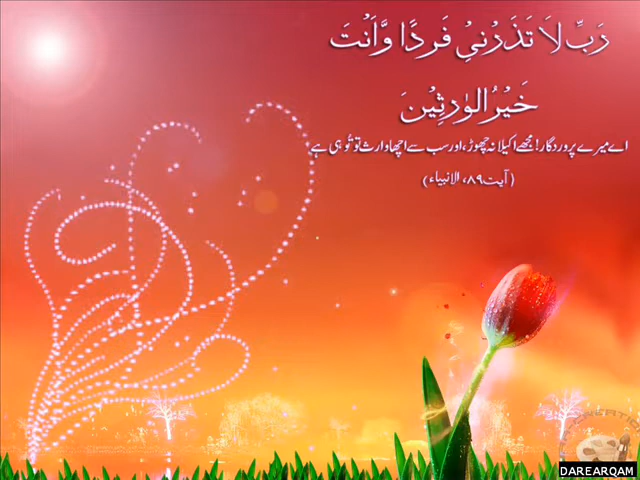 رَبِّ لَا تَذَرْنِيْ فَرْدًا وَّاَنْتَ
خَيْرُ الْوٰرِثِيْنَ
اے میرے پروردگار! مجھے اکیلا نہ چھوڑ، اور سب سے اچھا وارث تو تُو ہی ہے
(آیت ۸۹، الانبیاء)
DAREARQAM